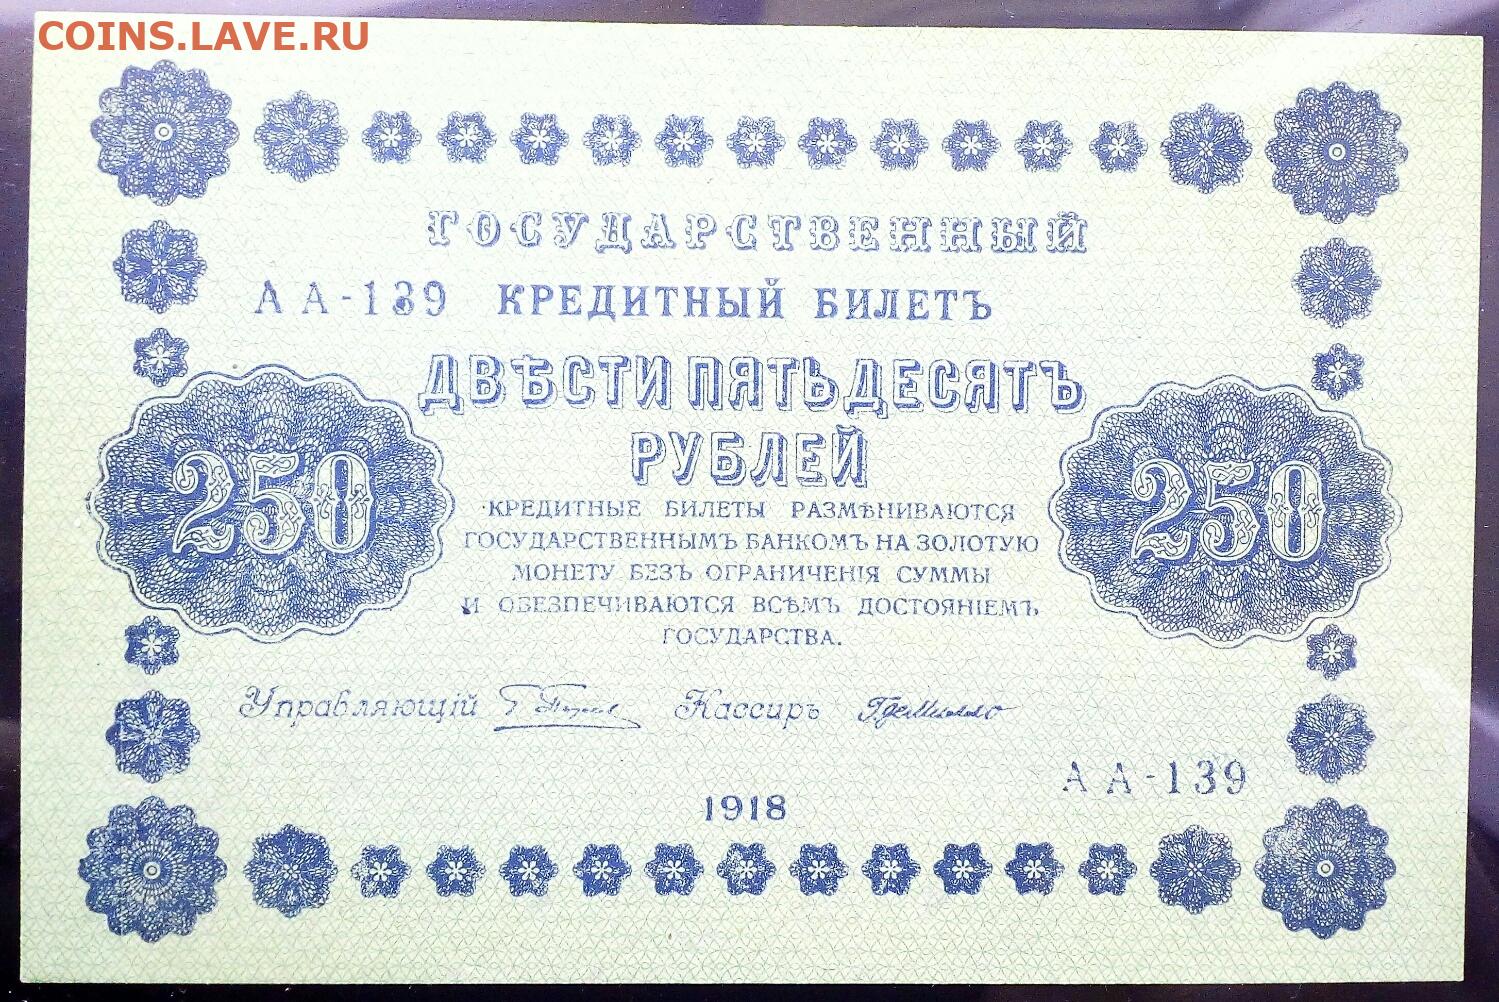 COINS.LAVE.RU
ГОСУДАРСТВЕННЫЙ
АА-139 КРЕДИТНЫЙ БИЛЕТЪ
ДВѢСТИ ПЯТЬДЕСЯТЪ
РУБЛЕЙ
250
250
КРЕДИТНЫЕ БИЛЕТЫ РАЗМѢНИВАЮТСЯ
ГОСУДАРСТВЕННЫМЪ БАНКОМЪ НА ЗОЛОТУЮ
МОНЕТУ БЕЗЪ ОГРАНИЧЕНІЯ СУММЫ
И ОБЕЗПЕЧИВАЮТСЯ ВСѢМЪ ДОСТОЯНІЕМЪ
ГОСУДАРСТВА.
Управляющій Кассиръ
АА-139
1918